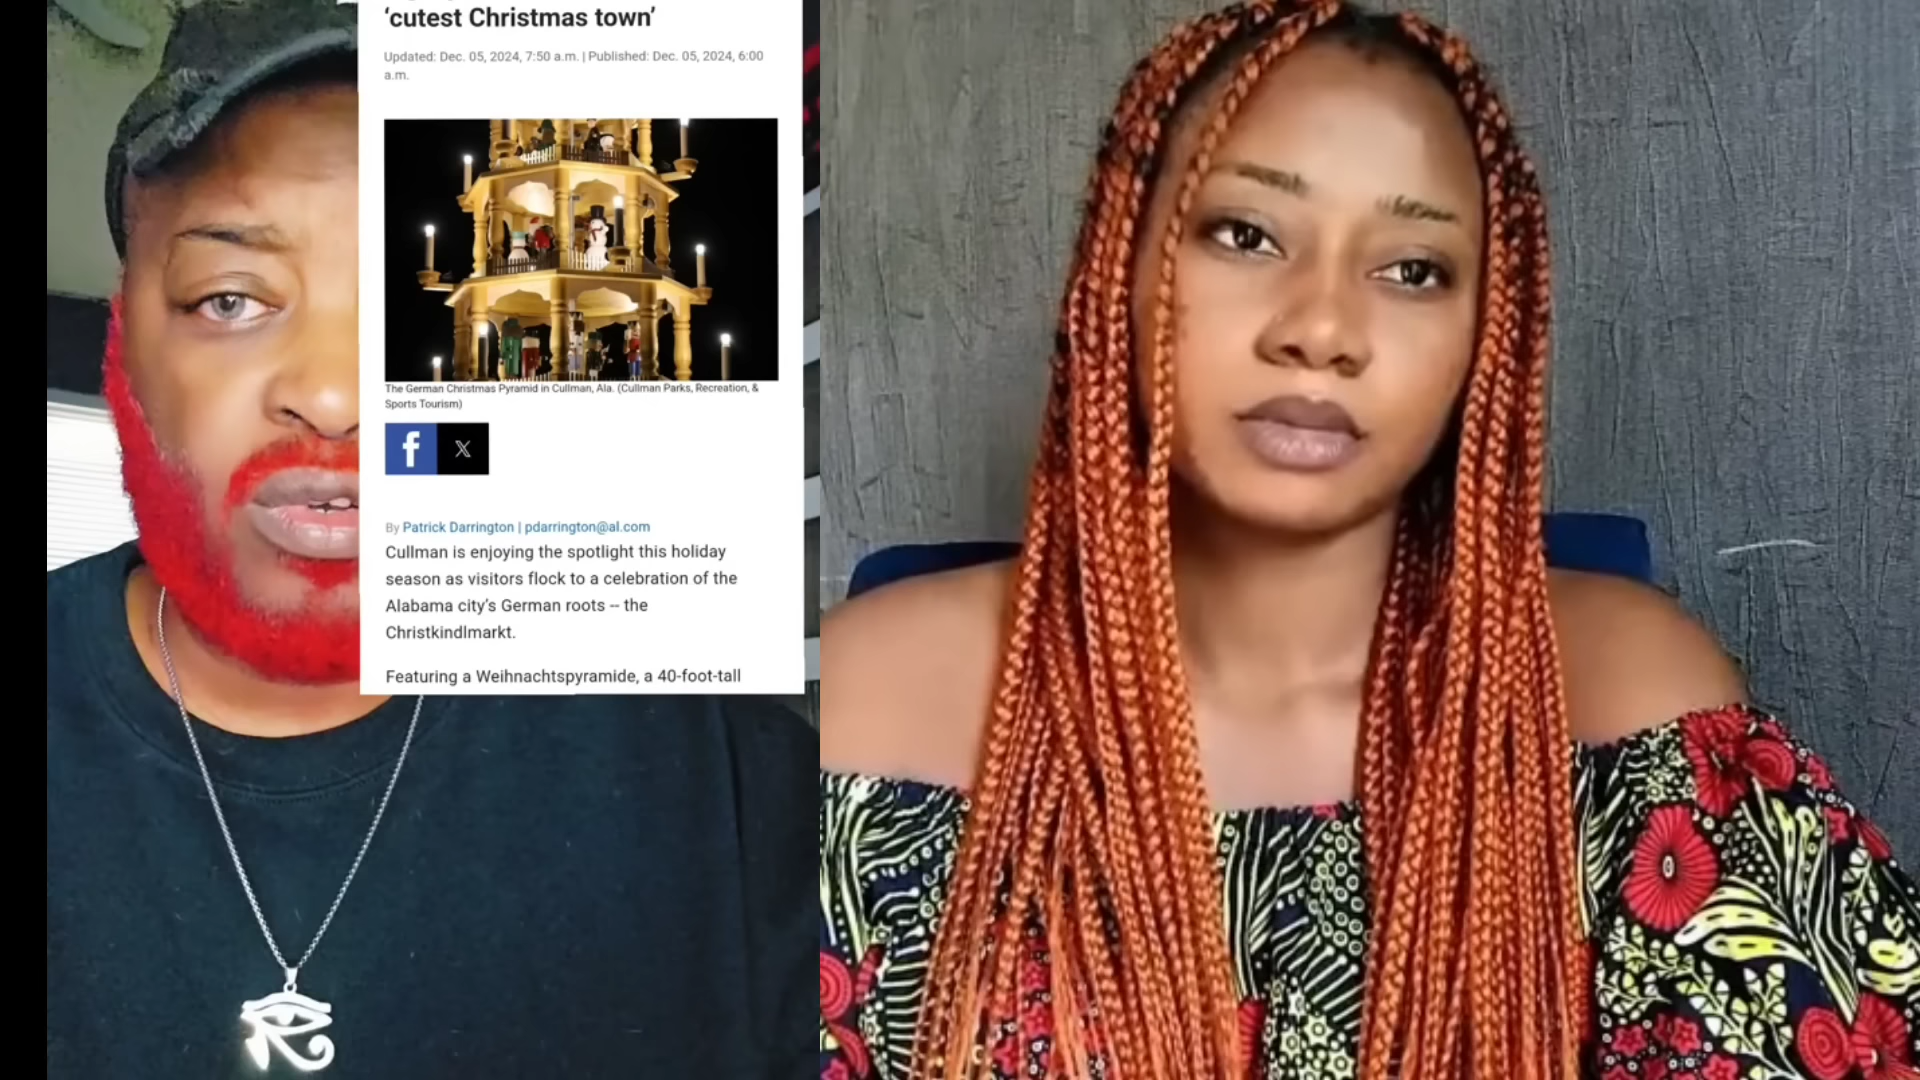 ‘cutest Christmas town’
Updated: Dec. 05, 2024, 7:50 a.m. | Published: Dec. 05, 2024, 6:00
a.m.
The German Christmas Pyramid in Cullman, Ala. (Cullman Parks, Recreation, &
Sports Tourism)
f X
By Patrick Darrington | pdarrington@al.com
Cullman is enjoying the spotlight this holiday
season as visitors flock to a celebration of the
Alabama city’s German roots -- the
Christkindlmarkt.
Featuring a Weihnachtspyramide, a 40-foot-tall